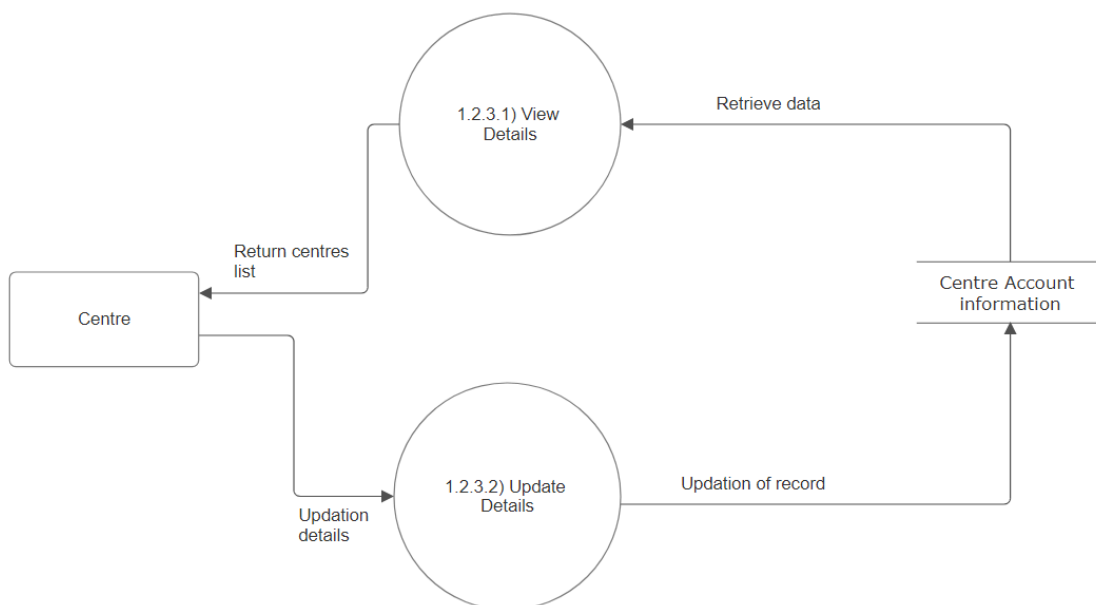 1.2.3.1) View
Details
Retrieve data
Return centres
list
Centre
Centre Account
information
1.2.3.2) Update
Details
Updation of record
Updation
details